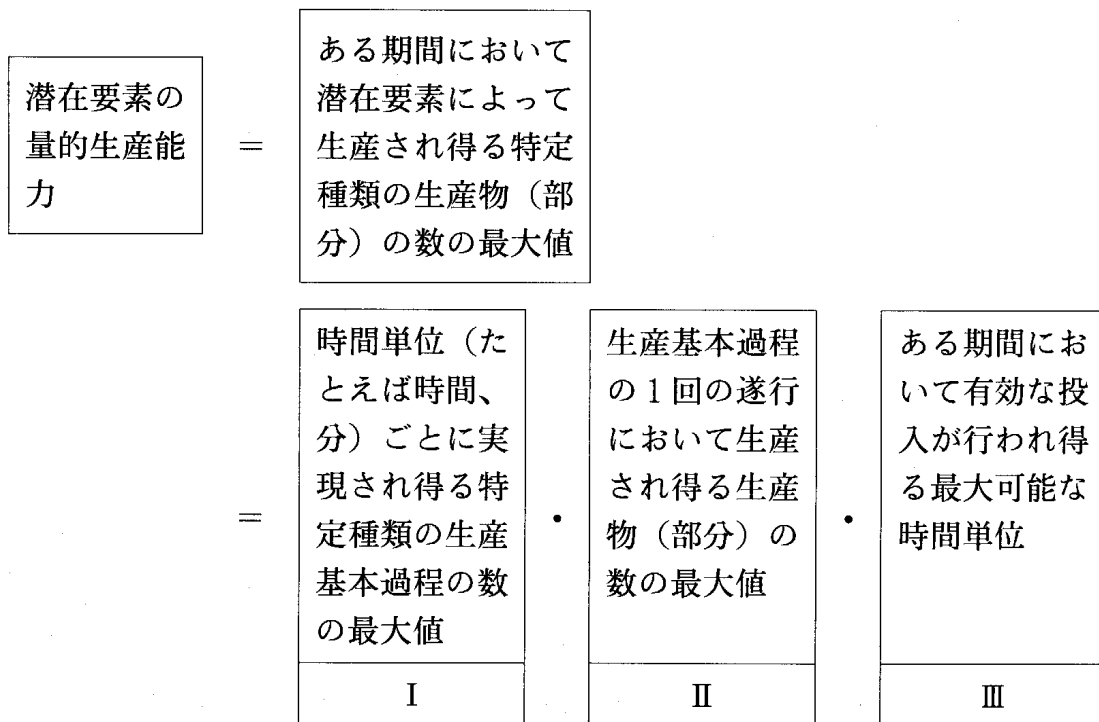 潜在要素の
量的生産能
力
=
ある期間において
潜在要素によって
生産され得る特定
種類の生産物（部
分）の数の最大値
=
時間単位（た
とえば時間、
分）ごとに実
現され得る特
定種類の生産
基本過程の数
の最大値
Ⅰ
・
生産基本過程
の1回の遂行
において生産
され得る生産
物（部分）の
数の最大値
Ⅱ
・
ある期間にお
いて有効な投
入が行われ得
る最大可能な
時間単位
Ⅲ